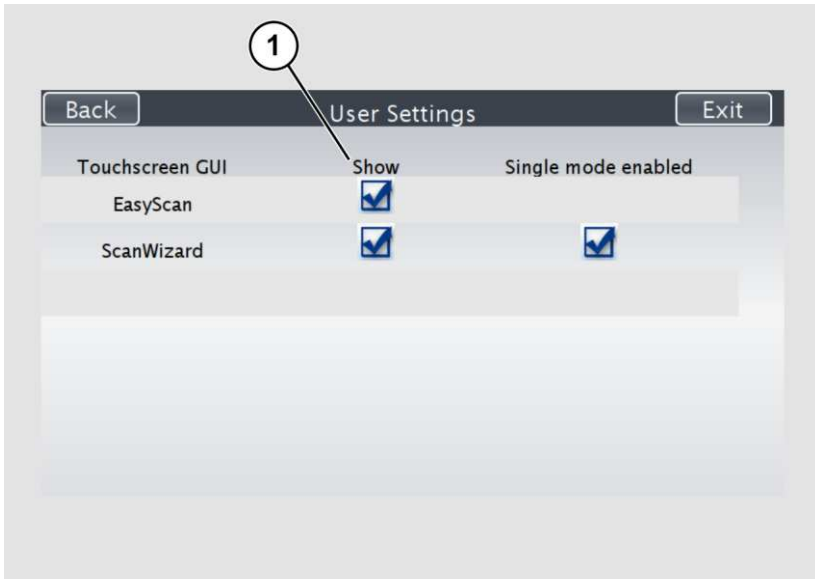 1
Back User Settings Exit
Touchscreen GUI Show Single mode enabled
EasyScan
ScanWizard